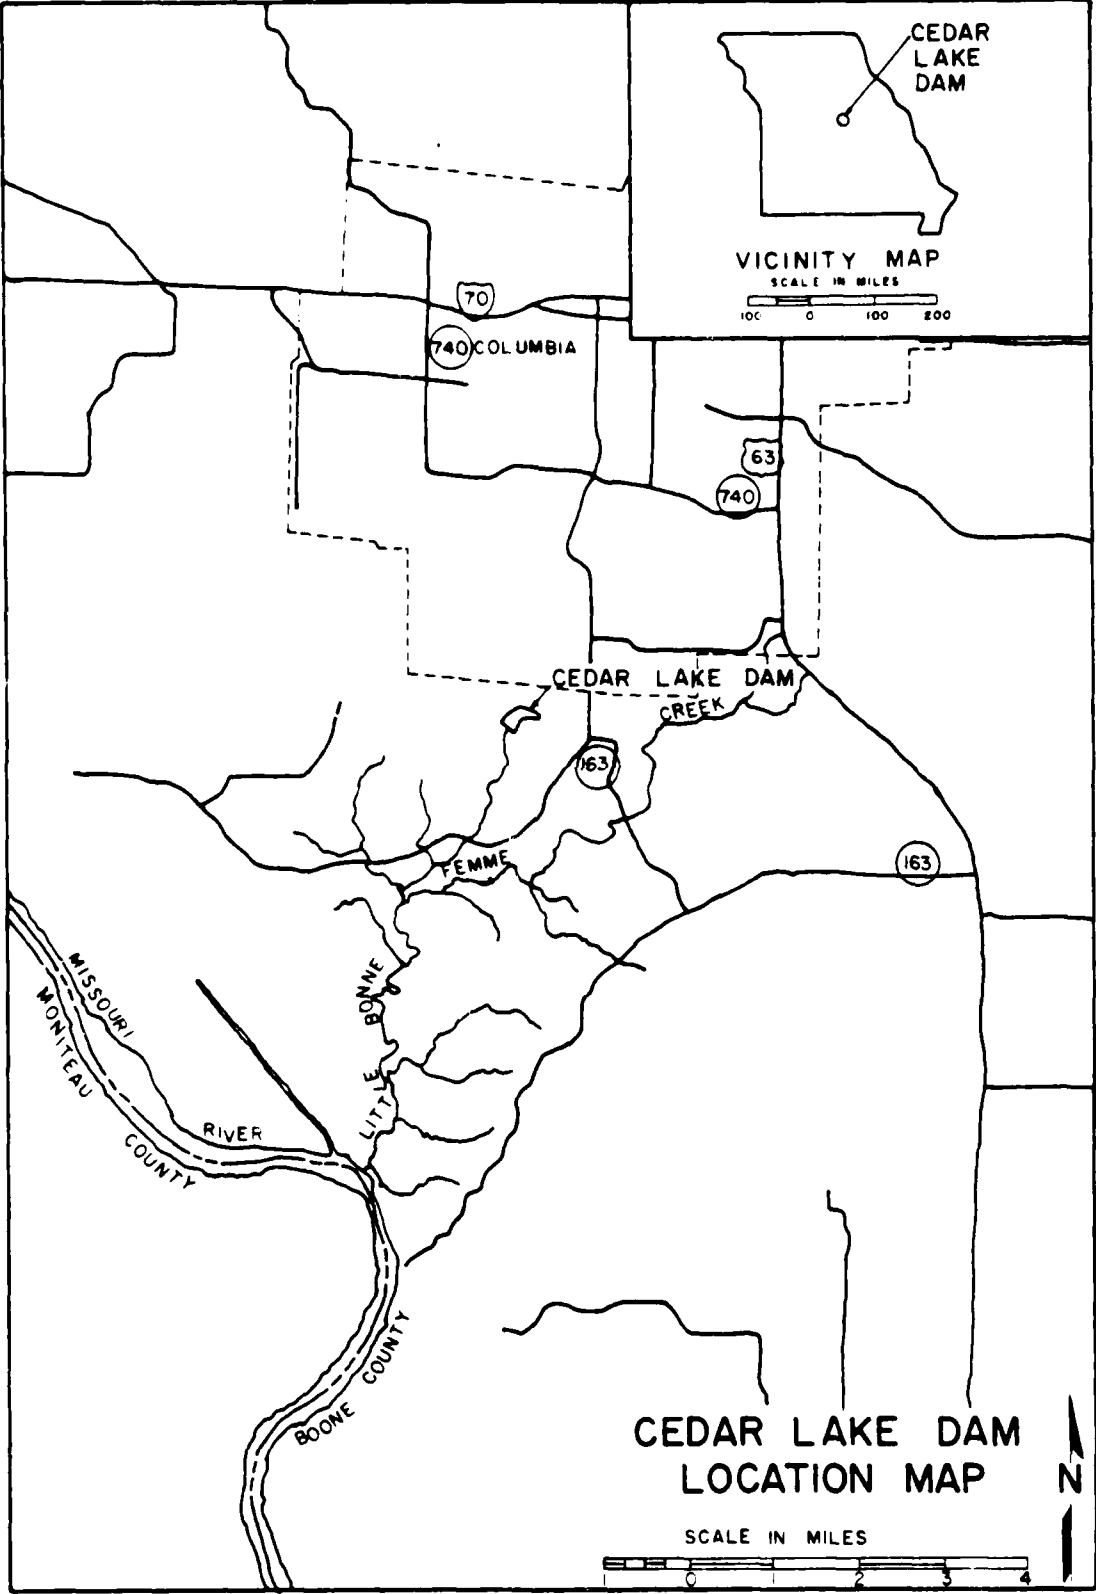 CEDAR
LAKE
DAM
VICINITY MAP
SCALE IN MILES
100 0 100 200
70
740 COLUMBIA
63
740
CEDAR LAKE DAM
CREEK
163
FEMME
163
BONNE
LITTLE
MISSOURI
RIVER
MONITEAU
COUNTY
BOONE COUNTY
CEDAR LAKE DAM
LOCATION MAP
N
SCALE IN MILES
0 1 2 3 4